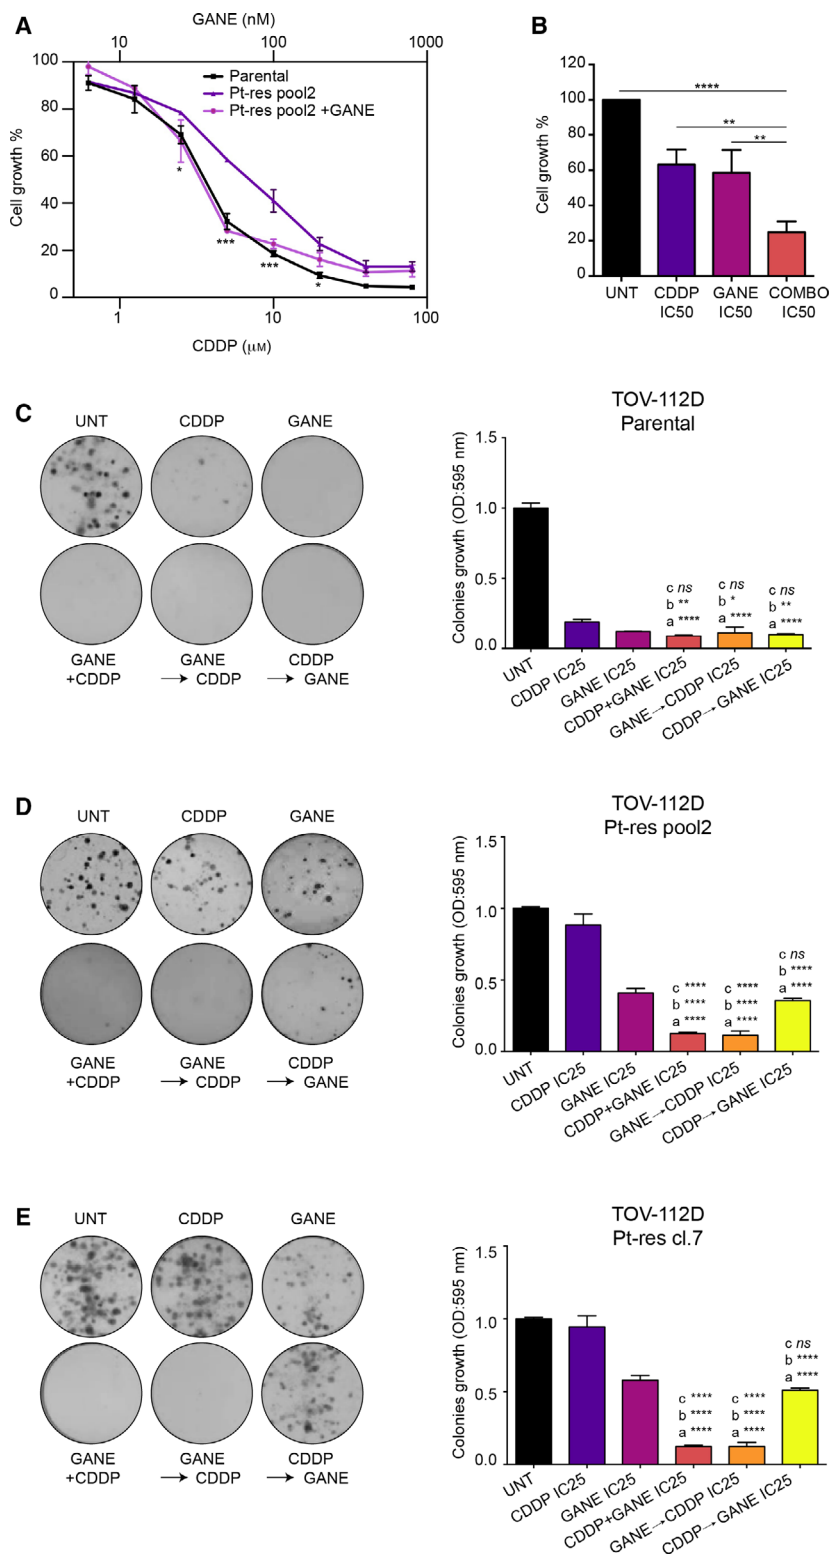 A
GANE (nM)
10 100 1000
Parental
Pt-res pool2
Pt-res pool2 +GANE
Cell growth %
100
80
60
40
20
0
*
***
***
*
1 10 100
CDDP (µM)
B
Cell growth %
120
100
80
60
40
20
0
****
**
**
UNT CDDP IC50 GANE IC50 COMBO IC50
C
UNT CDDP GANE
GANE +CDDP
GANE → CDDP
CDDP → GANE
TOV-112D
Parental
Colonies growth (OD:595 nm)
1.5
1.0
0.5
0.0
c ns c ns c ns
b ** b * b **
a **** a **** a ****
UNT
CDDP IC25
GANE IC25
CDDP+GANE IC25
GANE→CDDP IC25
CDDP→GANE IC25
D
UNT CDDP GANE
GANE +CDDP
GANE → CDDP
CDDP → GANE
TOV-112D
Pt-res pool2
Colonies growth (OD:595 nm)
1.5
1.0
0.5
0.0
c **** c **** c ns
b **** b **** b ****
a **** a **** a ****
UNT
CDDP IC25
GANE IC25
CDDP+GANE IC25
GANE→CDDP IC25
CDDP→GANE IC25
E
UNT CDDP GANE
GANE +CDDP
GANE → CDDP
CDDP → GANE
TOV-112D
Pt-res cl.7
Colonies growth (OD:595 nm)
1.5
1.0
0.5
0.0
c **** c **** c ns
b **** b **** b ****
a **** a **** a ****
UNT
CDDP IC25
GANE IC25
CDDP+GANE IC25
GANE→CDDP IC25
CDDP→GANE IC25